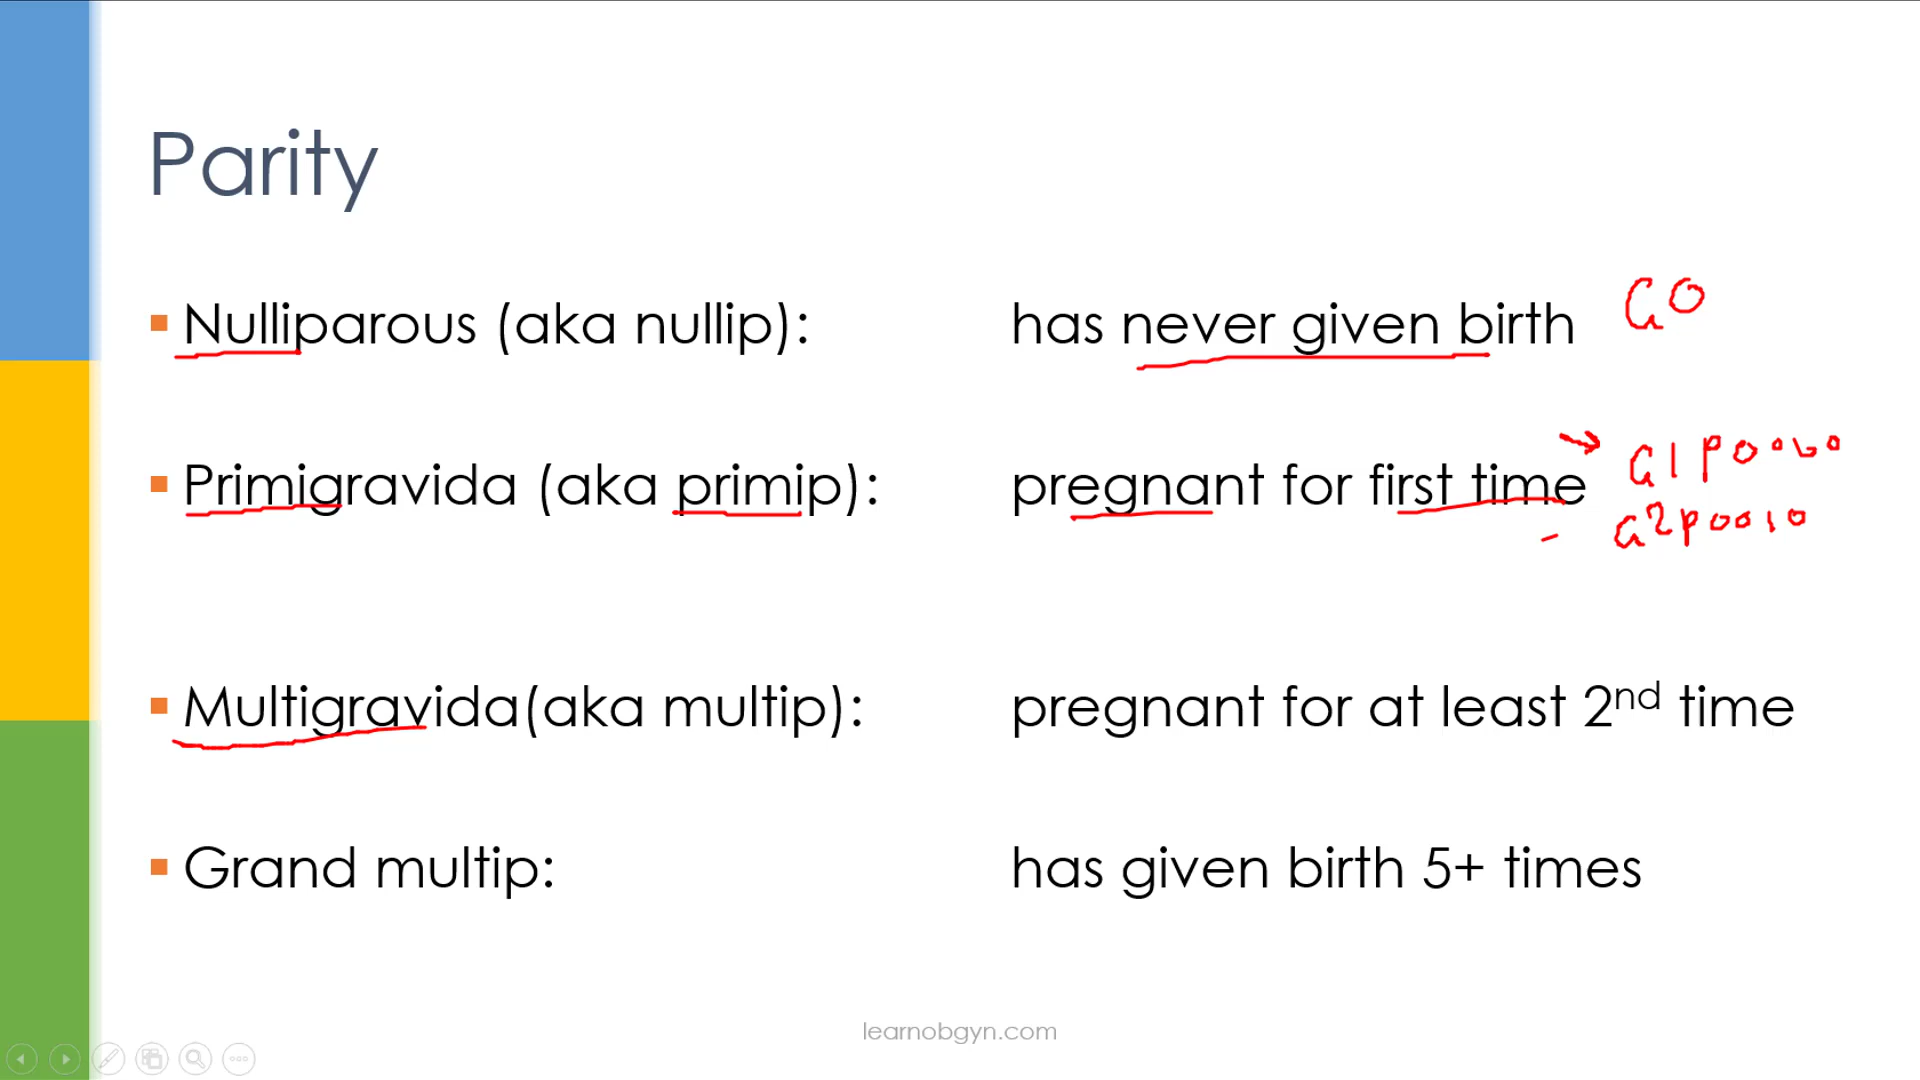 Parity
Nulliparous (aka nullip): has never given birth G0
Primigravida (aka primip): pregnant for first time → G1P0000
G2P0010
Multigravida(aka multip): pregnant for at least 2nd time
Grand multip: has given birth 5+ times
learnobgyn.com